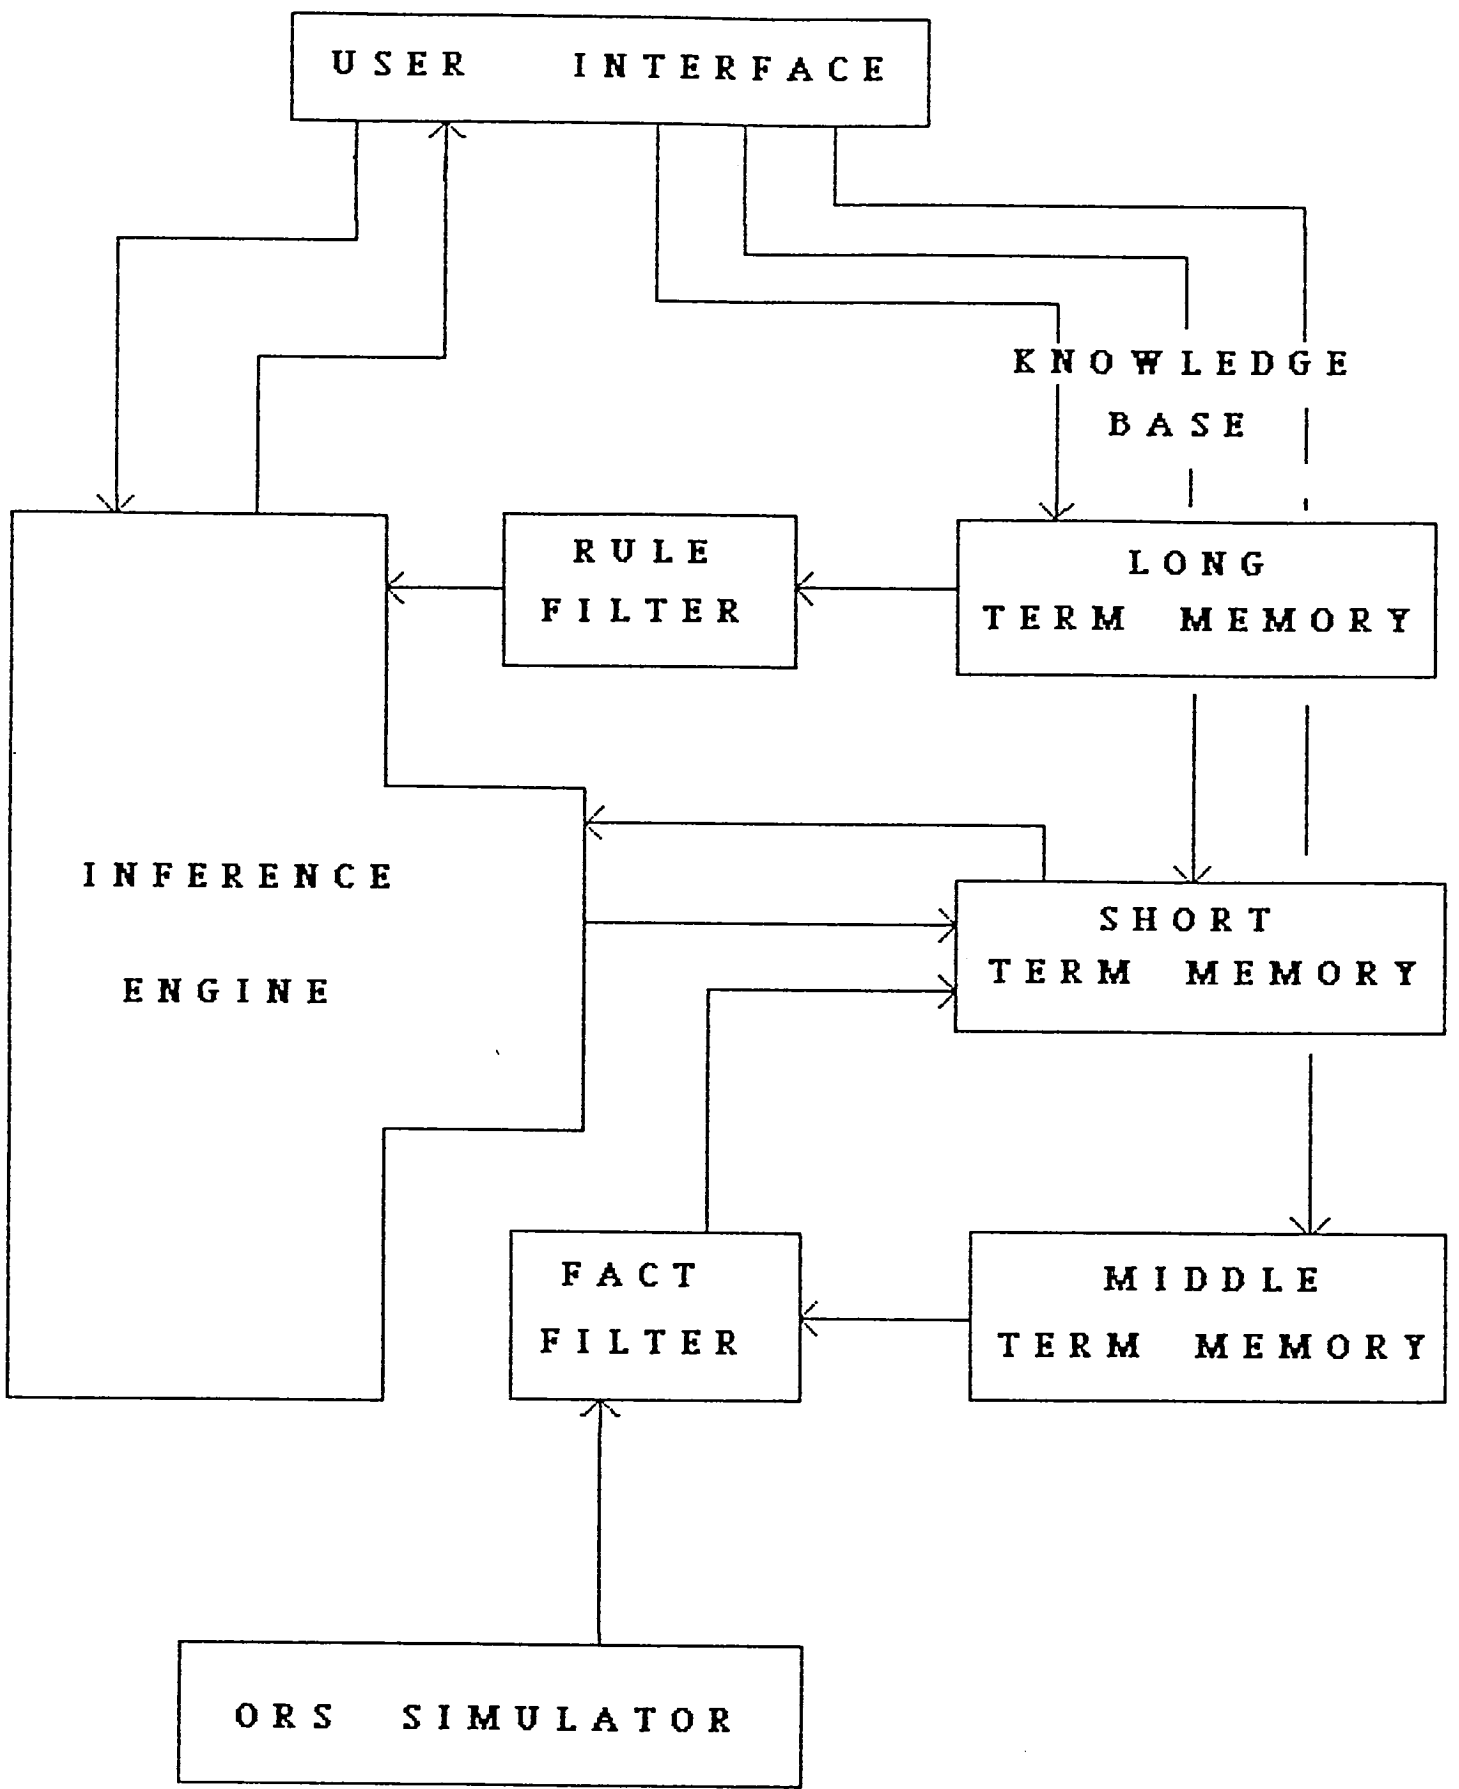 USER INTERFACE
KNOWLEDGE
BASE
RULE
FILTER
LONG
TERM MEMORY
INFERENCE
ENGINE
SHORT
TERM MEMORY
FACT
FILTER
MIDDLE
TERM MEMORY
ORS SIMULATOR